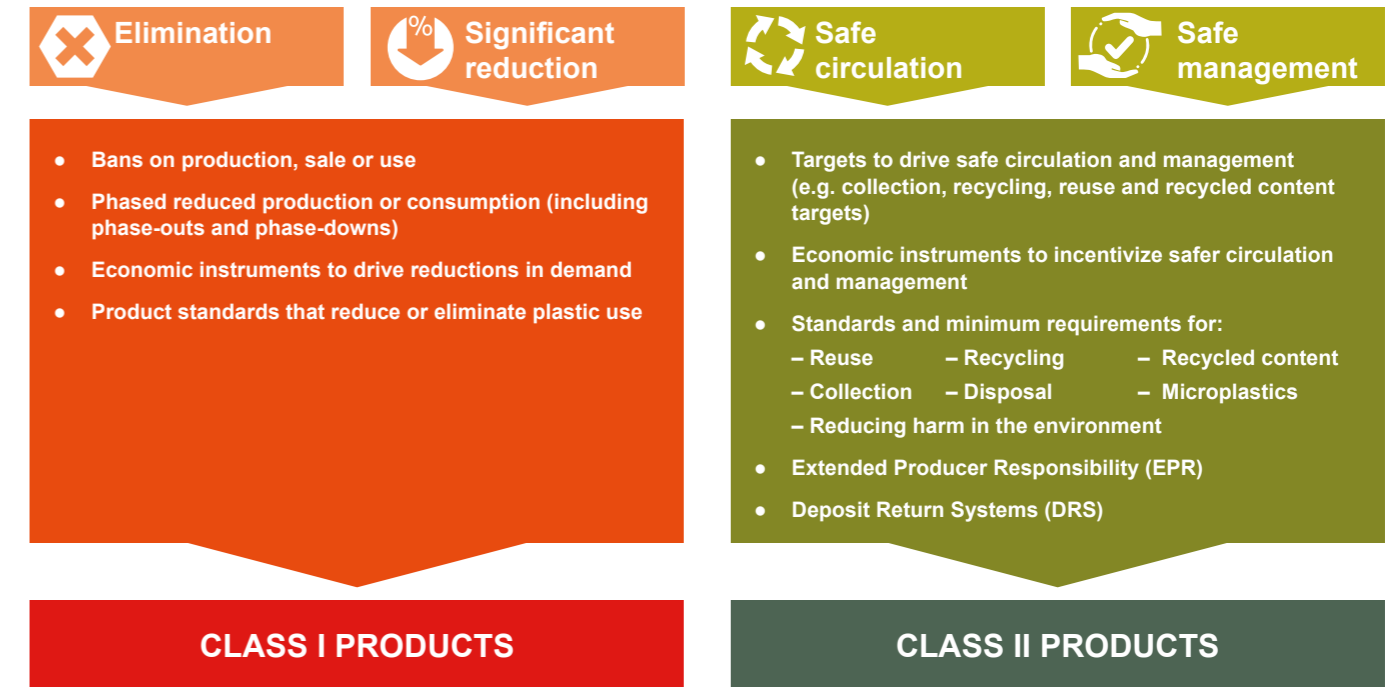 Elimination
%
Significant
reduction
● Bans on production, sale or use
● Phased reduced production or consumption (including
phase-outs and phase-downs)
● Economic instruments to drive reductions in demand
● Product standards that reduce or eliminate plastic use
CLASS I PRODUCTS
Safe
circulation
Safe
management
● Targets to drive safe circulation and management
(e.g. collection, recycling, reuse and recycled content
targets)
● Economic instruments to incentivize safer circulation
and management
● Standards and minimum requirements for:
– Reuse – Recycling – Recycled content
– Collection – Disposal – Microplastics
– Reducing harm in the environment
● Extended Producer Responsibility (EPR)
● Deposit Return Systems (DRS)
CLASS II PRODUCTS